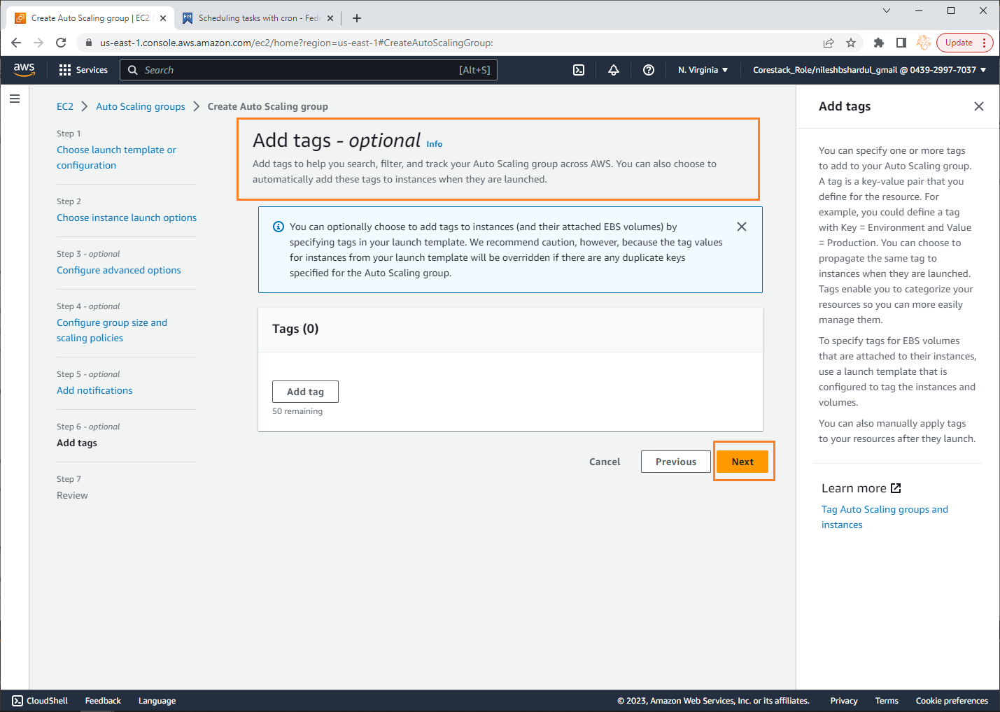 Create Auto Scaling group | EC2
Scheduling tasks with cron - Fed
us-east-1.console.aws.amazon.com/ec2/home?region=us-east-1#CreateAutoScalingGroup:
Update
aws
Services
Search
[Alt+S]
N. Virginia
Corestack_Role/nileshbshardul_gmail @ 0439-2997-7037
EC2
Auto Scaling groups
Create Auto Scaling group
Step 1
Choose launch template or
configuration
Step 2
Choose instance launch options
Step 3 - optional
Configure advanced options
Step 4 - optional
Configure group size and
scaling policies
Step 5 - optional
Add notifications
Step 6 - optional
Add tags
Step 7
Review
Add tags - optional Info
Add tags to help you search, filter, and track your Auto Scaling group across AWS. You can also choose to
automatically add these tags to instances when they are launched.
You can optionally choose to add tags to instances (and their attached EBS volumes) by
specifying tags in your launch template. We recommend caution, however, because the tag values
for instances from your launch template will be overridden if there are any duplicate keys
specified for the Auto Scaling group.
Tags (0)
Add tag
50 remaining
Cancel
Previous
Next
Add tags
You can specify one or more tags
to add to your Auto Scaling group.
A tag is a key-value pair that you
define for the resource. For
example, you could define a tag
with Key = Environment and Value
= Production. You can choose to
propagate the same tag to
instances when they are launched.
Tags enable you to categorize your
resources so you can more easily
manage them.
To specify tags for EBS volumes
that are attached to their instances,
use a launch template that is
configured to tag the instances and
volumes.
You can also manually apply tags
to your resources after they launch.
Learn more
Tag Auto Scaling groups and
instances
CloudShell
Feedback
Language
© 2023, Amazon Web Services, Inc. or its affiliates.
Privacy
Terms
Cookie preferences